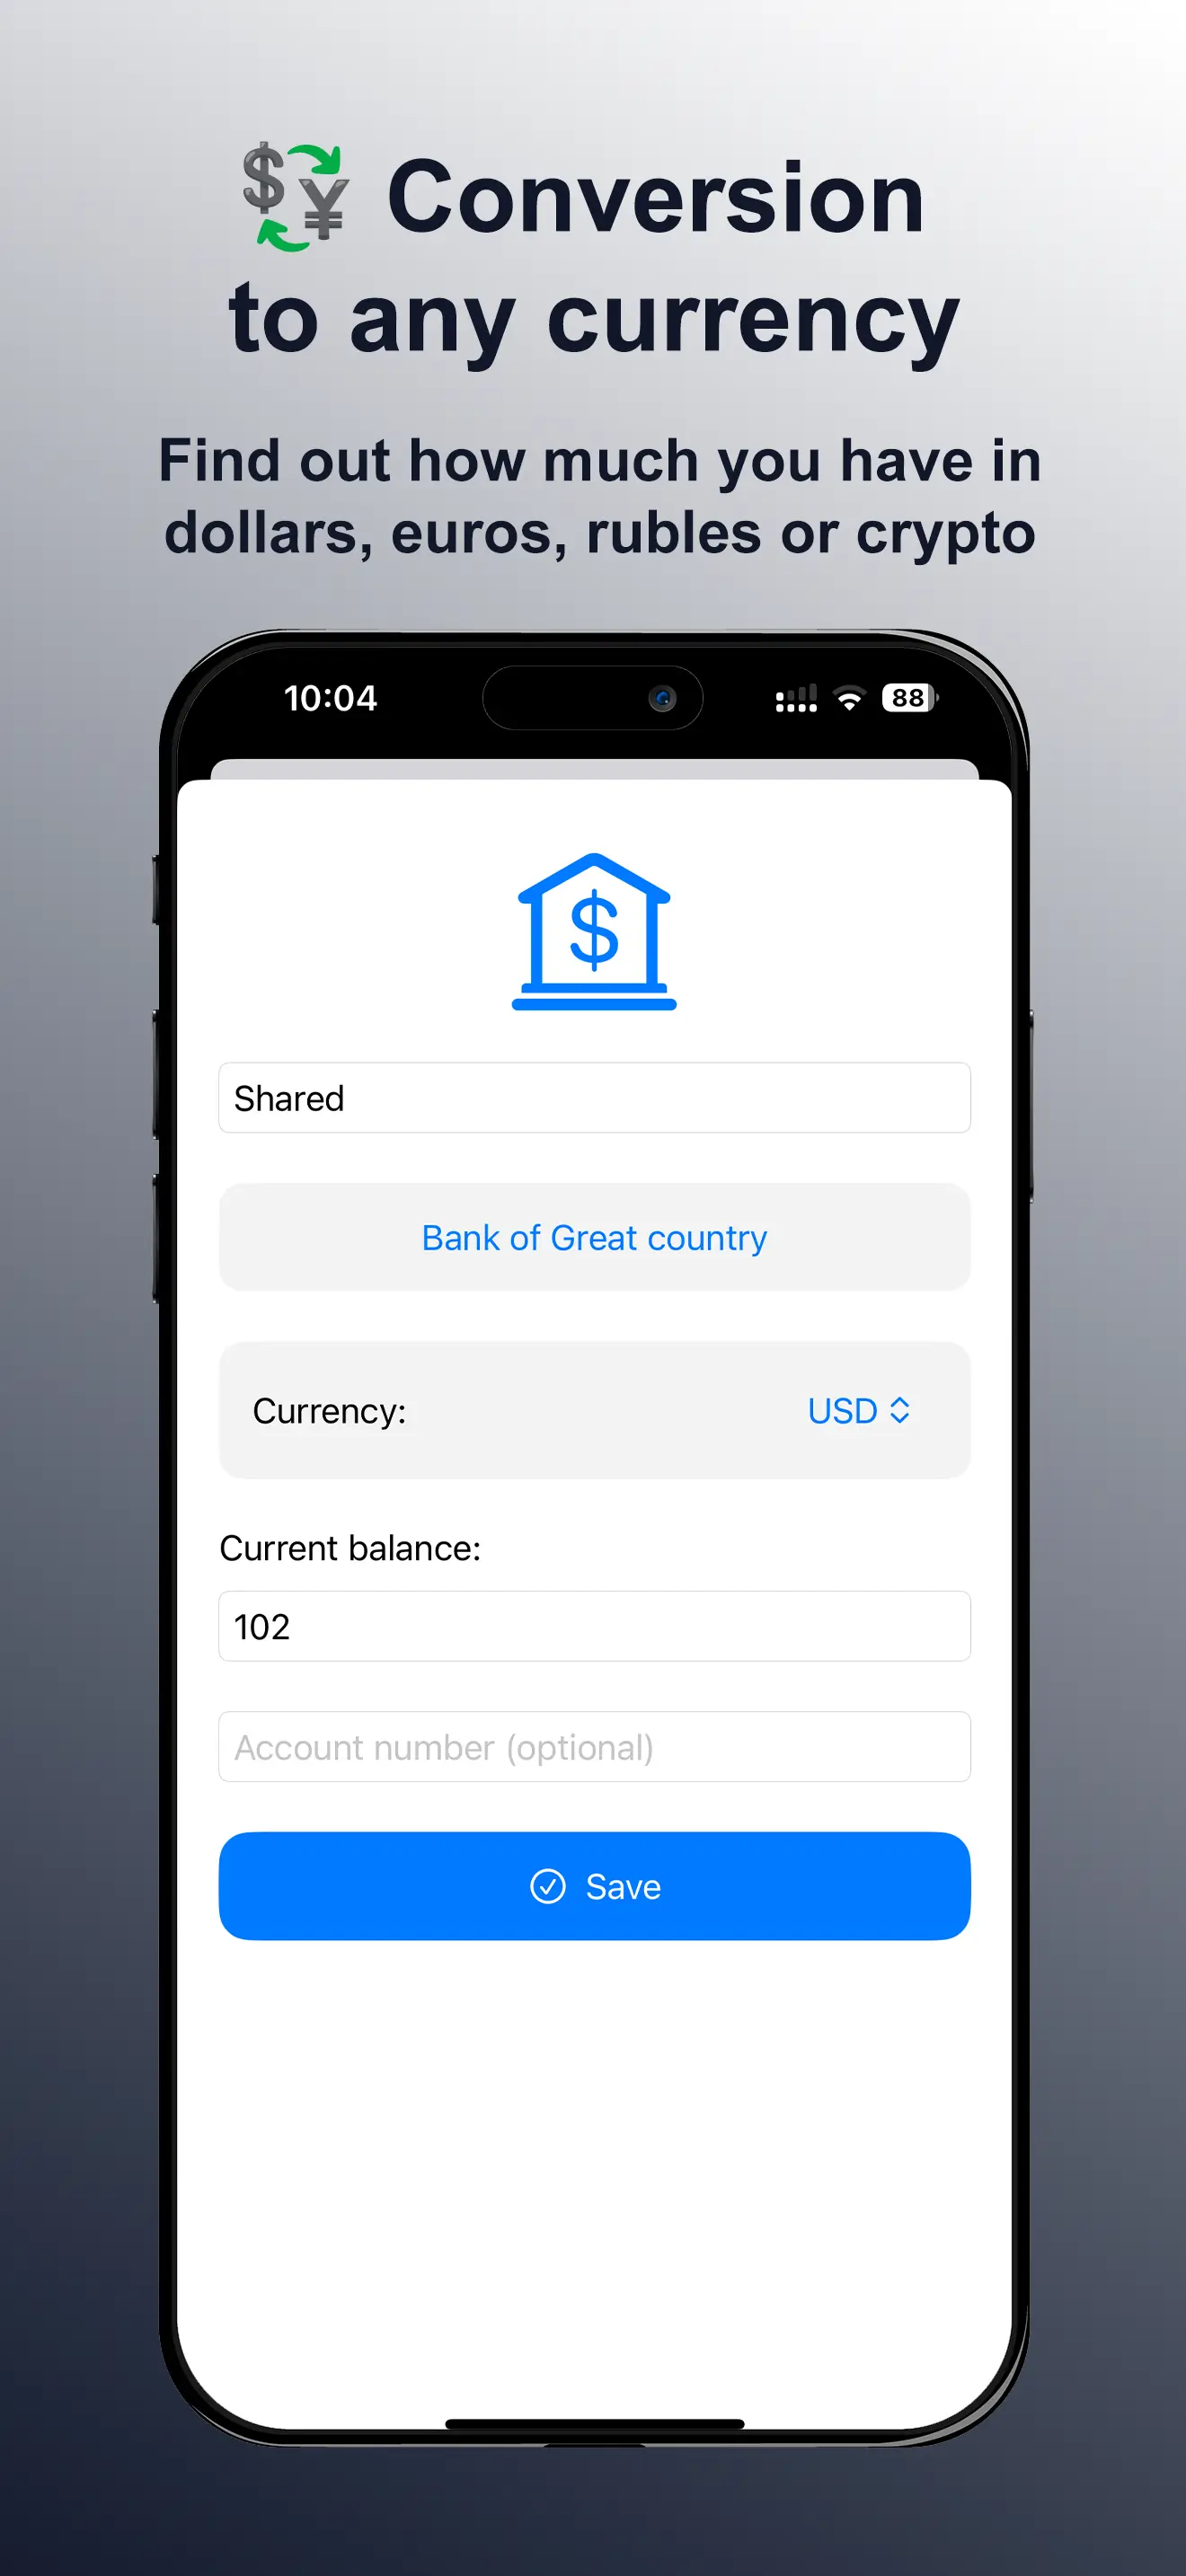 💱 Conversion
to any currency
Find out how much you have in
dollars, euros, rubles or crypto
10:04
88
$
Shared
Bank of Great country
Currency:
USD
Current balance:
102
Account number (optional)
Save